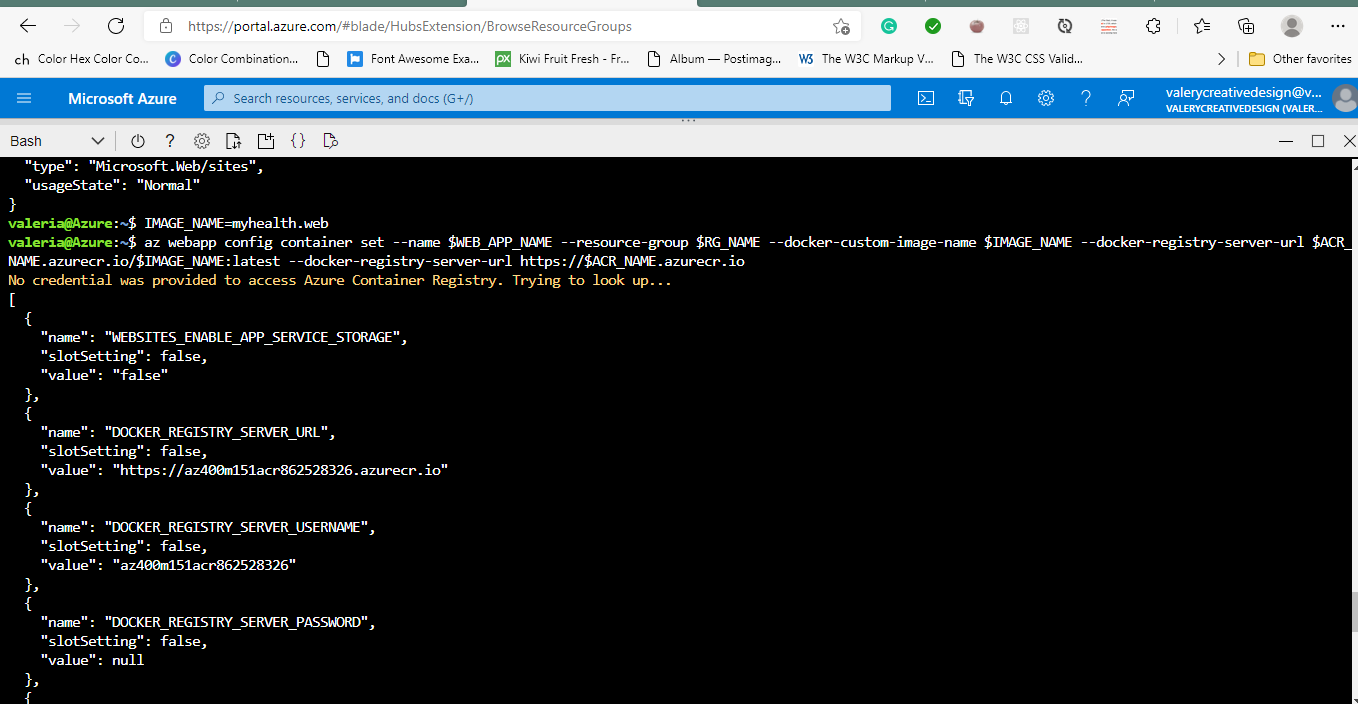 https://portal.azure.com/#blade/HubsExtension/BrowseResourceGroups
ch Color Hex Color Co... C Color Combination... Font Awesome Exa... px Kiwi Fruit Fresh - Fr... Album — Postimag... W3 The W3C Markup V... The W3C CSS Valid... Other favorites
Microsoft Azure Search resources, services, and docs (G+/) valerycreativedesign@v...
VALERYCREATIVEDESIGN (VALER...
Bash
"type": "Microsoft.Web/sites",
"usageState": "Normal"
}
valeria@Azure:~$ IMAGE_NAME=myhealth.web
valeria@Azure:~$ az webapp config container set --name $WEB_APP_NAME --resource-group $RG_NAME --docker-custom-image-name $IMAGE_NAME --docker-registry-server-url $ACR_
NAME.azurecr.io/$IMAGE_NAME:latest --docker-registry-server-url https://$ACR_NAME.azurecr.io
No credential was provided to access Azure Container Registry. Trying to look up...
[
{
"name": "WEBSITES_ENABLE_APP_SERVICE_STORAGE",
"slotSetting": false,
"value": "false"
},
{
"name": "DOCKER_REGISTRY_SERVER_URL",
"slotSetting": false,
"value": "https://az400m151acr862528326.azurecr.io"
},
{
"name": "DOCKER_REGISTRY_SERVER_USERNAME",
"slotSetting": false,
"value": "az400m151acr862528326"
},
{
"name": "DOCKER_REGISTRY_SERVER_PASSWORD",
"slotSetting": false,
"value": null
},
{